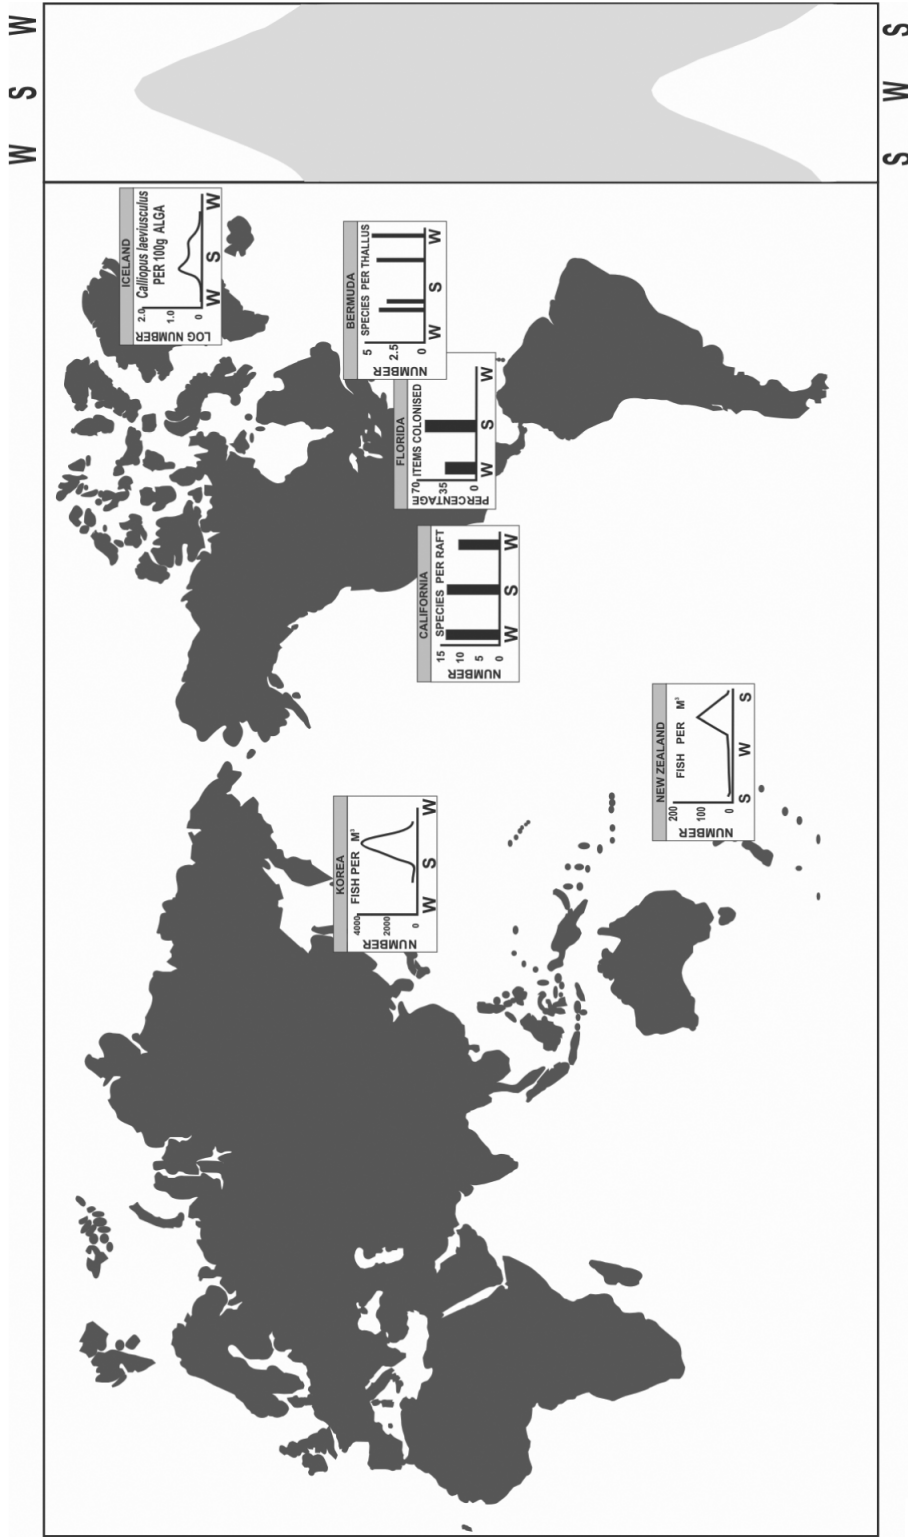 W S W
S W S
ICELAND
Calliopus laeviusculus
PER 100g ALGA
LOG NUMBER
2.0
1.0
0
W S W
BERMUDA
SPECIES PER THALLUS
NUMBER
5
2.5
0
W S W
FLORIDA
ITEMS COLONISED
PERCENTAGE
70
35
0
W S W
CALIFORNIA
SPECIES PER RAFT
NUMBER
15
10
5
0
W S W
KOREA
FISH PER M³
NUMBER
4000
2000
0
W S W
NEW ZEALAND
FISH PER M³
NUMBER
200
100
0
S W S